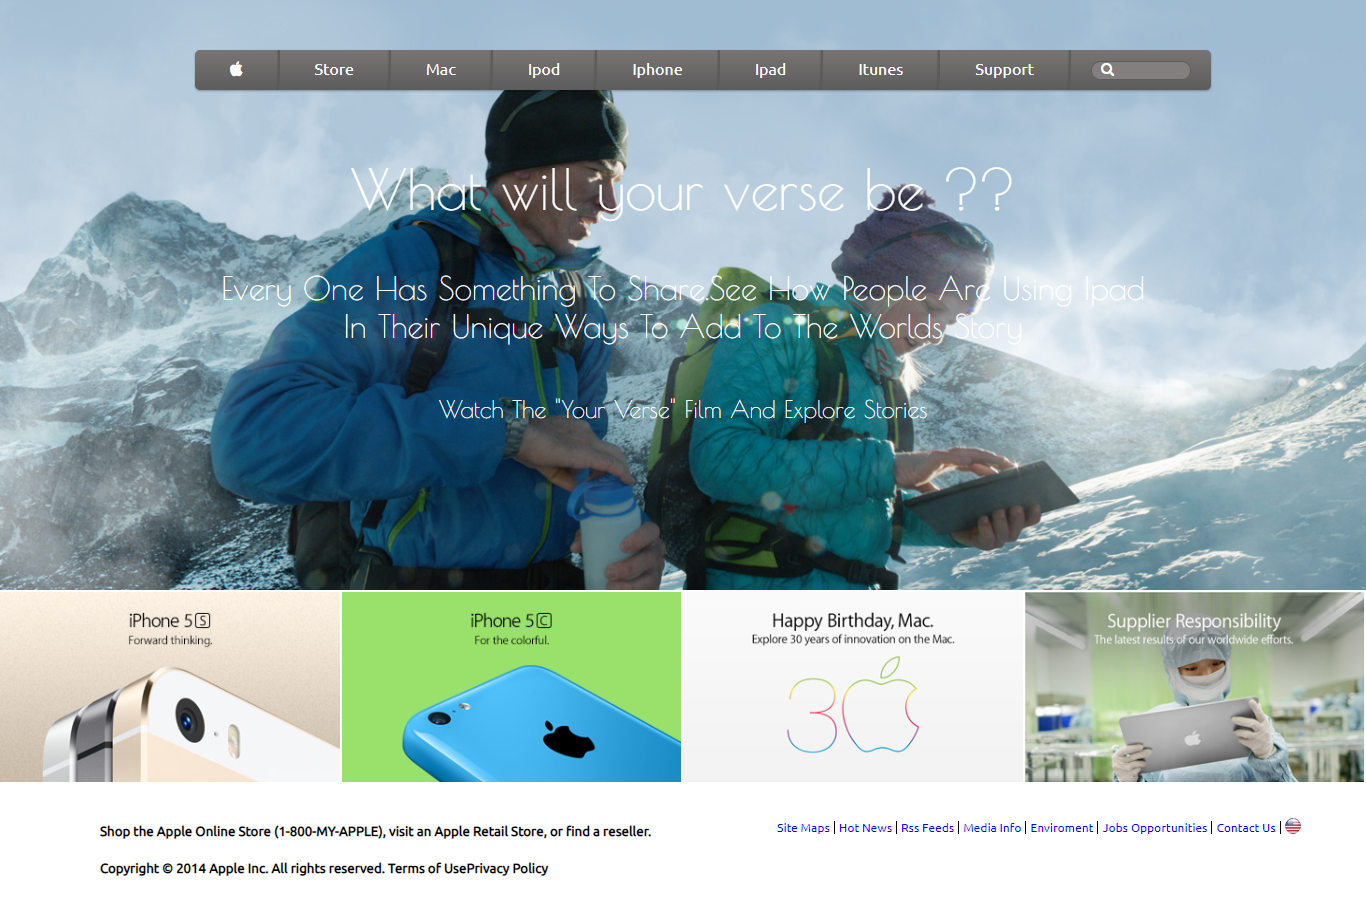 Store Mac Ipod Iphone Ipad Itunes Support
What will your verse be ??
Every One Has Something To Share.See How People Are Using Ipad
In Their Unique Ways To Add To The Worlds Story
Watch The "Your Verse" Film And Explore Stories
iPhone 5S
Forward thinking.
iPhone 5C
For the colorful.
Happy Birthday, Mac.
Explore 30 years of innovation on the Mac.
30
Supplier Responsibility
The latest results of our worldwide efforts.
Shop the Apple Online Store (1-800-MY-APPLE), visit an Apple Retail Store, or find a reseller.
Site Maps | Hot News | Rss Feeds | Media Info | Enviroment | Jobs Opportunities | Contact Us |
Copyright © 2014 Apple Inc. All rights reserved. Terms of UsePrivacy Policy